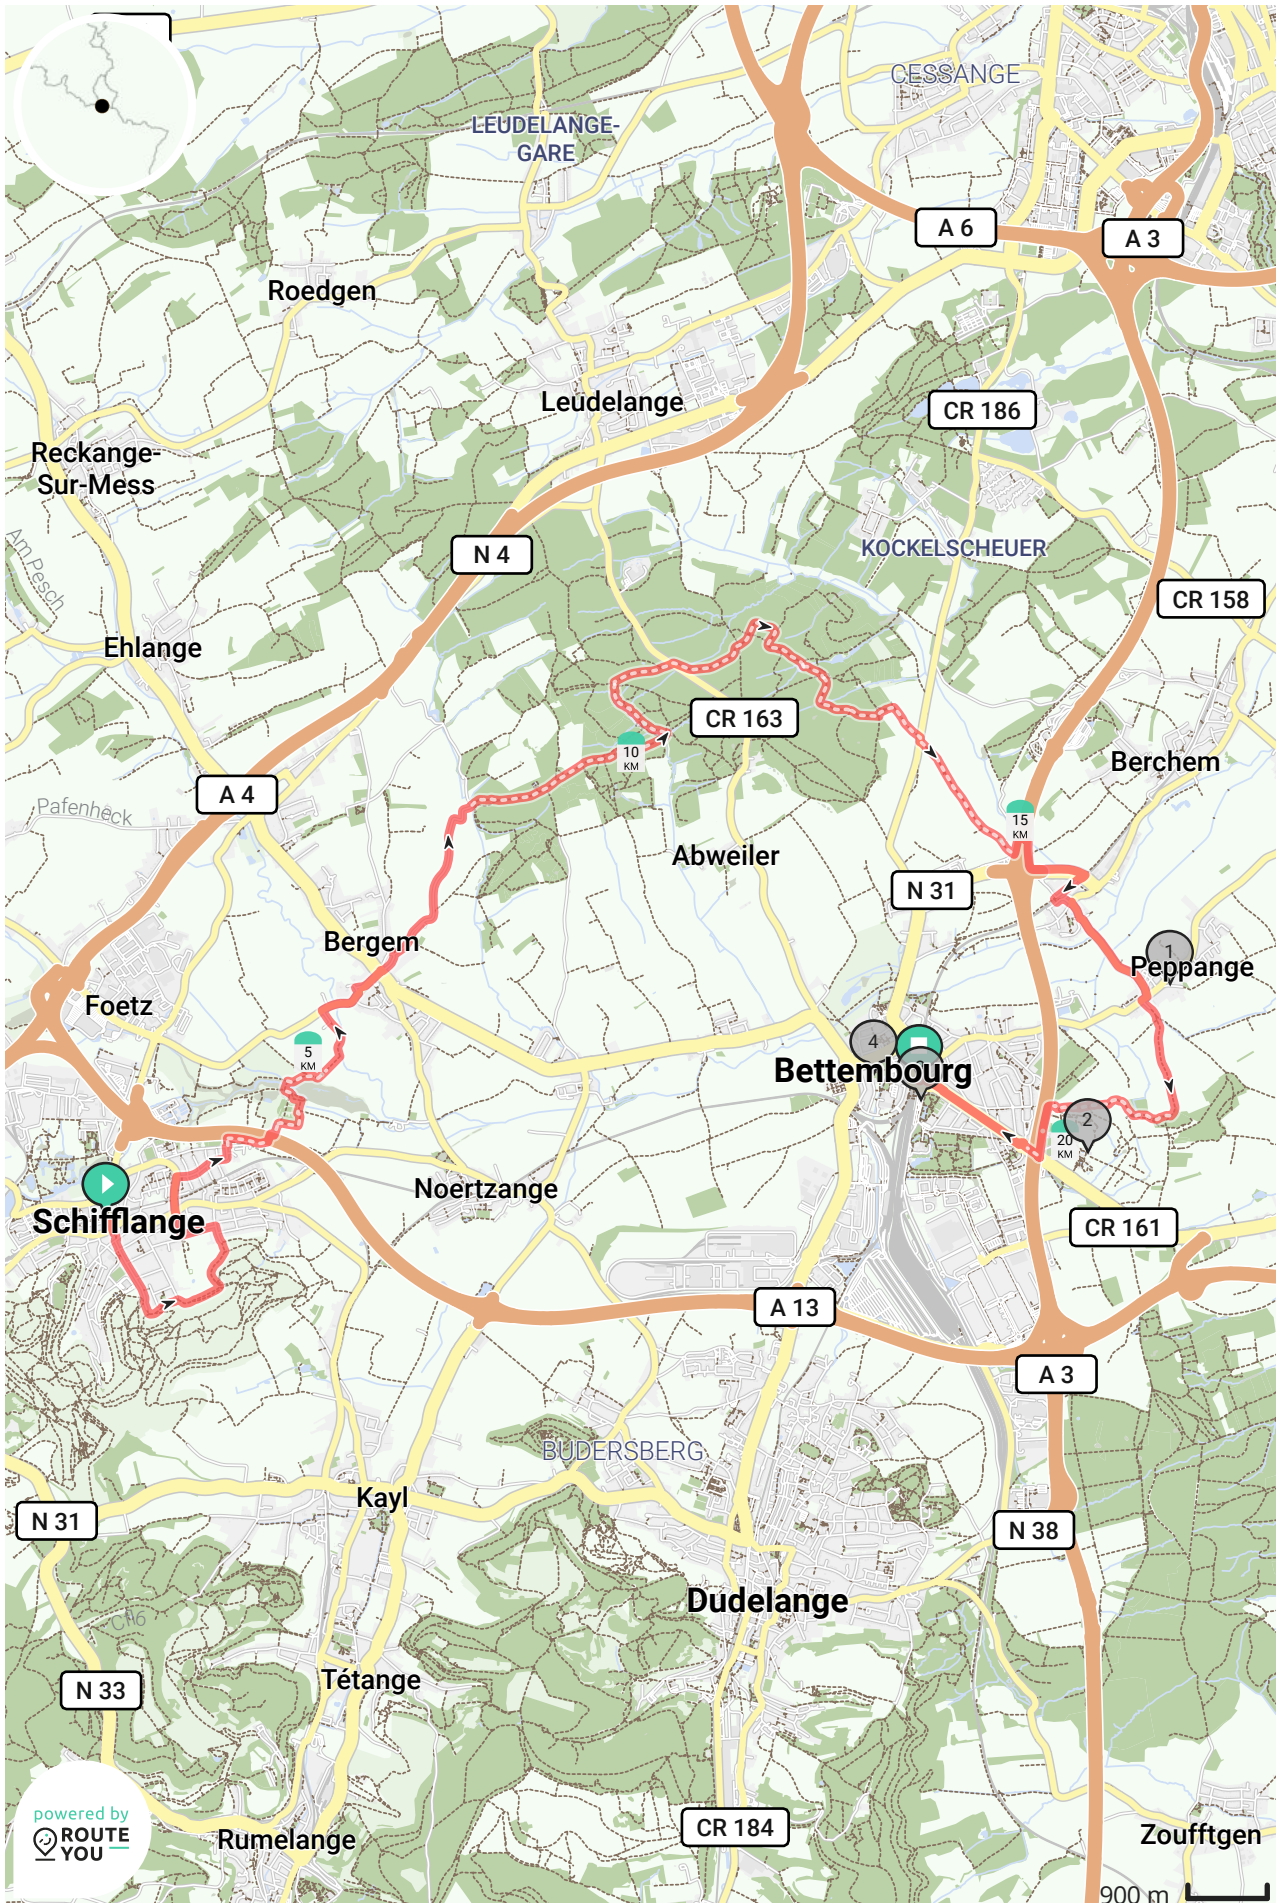 CESSANGE
LEUDELANGE-
GARE
A 6
A 3
Roedgen
Leudelange
CR 186
Reckange-
Sur-Mess
Am Pesch
N 4
KOCKELSCHEUER
CR 158
Ehlange
CR 163
10
KM
Berchem
A 4
Pafenheck
15
KM
Abweiler
N 31
Bergem
1
Peppange
Foetz
5
KM
4
Bettembourg
2
20
KM
Noertzange
Schifflange
CR 161
A 13
A 3
BUDERSBERG
Kayl
N 31
N 38
Dudelange
Tétange
N 33
powered by
ROUTE
YOU
Rumelange
CR 184
Zoufftgen
900 m